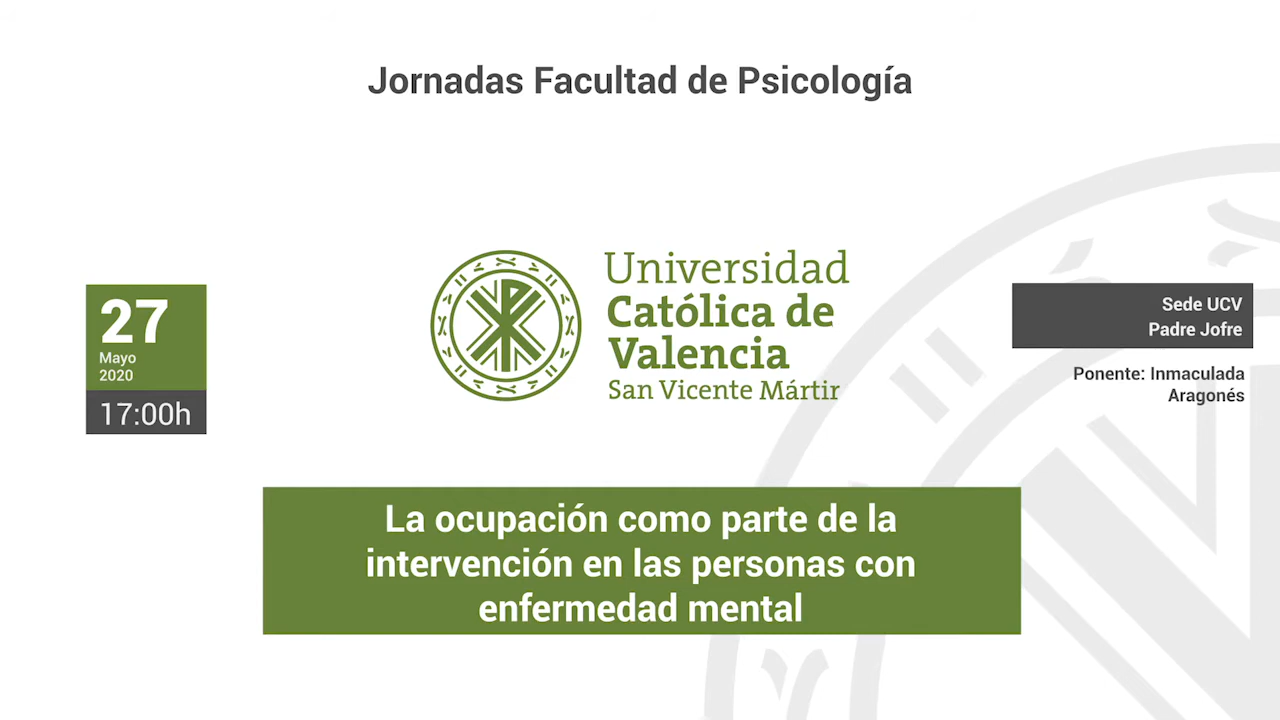 Jornadas Facultad de Psicología
27
Mayo
2020
17:00h
Universidad
Católica de
Valencia
San Vicente Mártir
Sede UCV
Padre Jofre
Ponente: Inmaculada
Aragonés
La ocupación como parte de la
intervención en las personas con
enfermedad mental